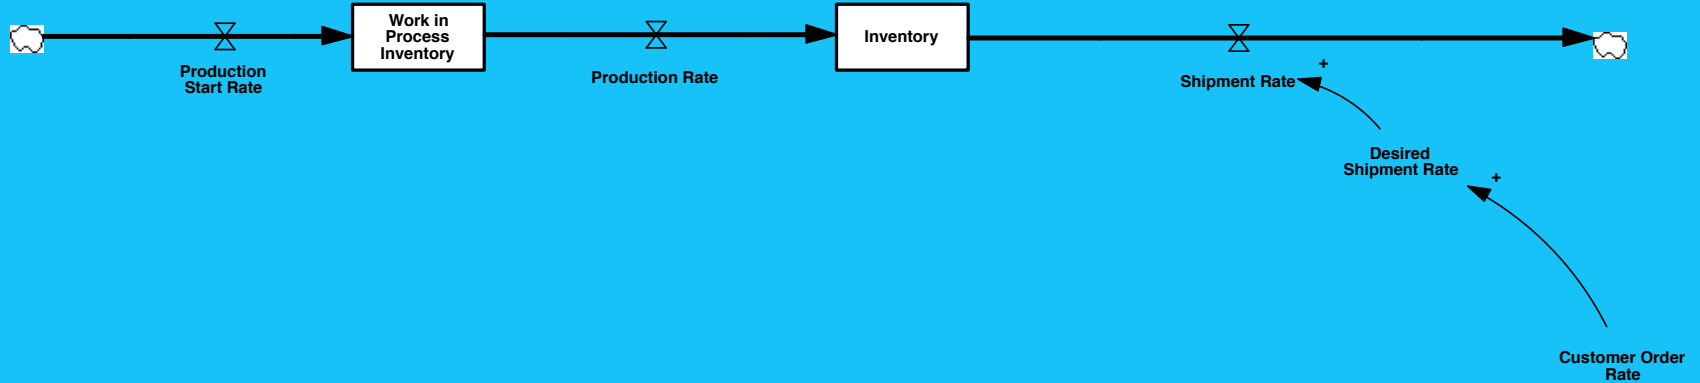 Work in
Process
Inventory
Inventory
Production
Start Rate
Production Rate
+
Shipment Rate
Desired
Shipment Rate
+
Customer Order
Rate